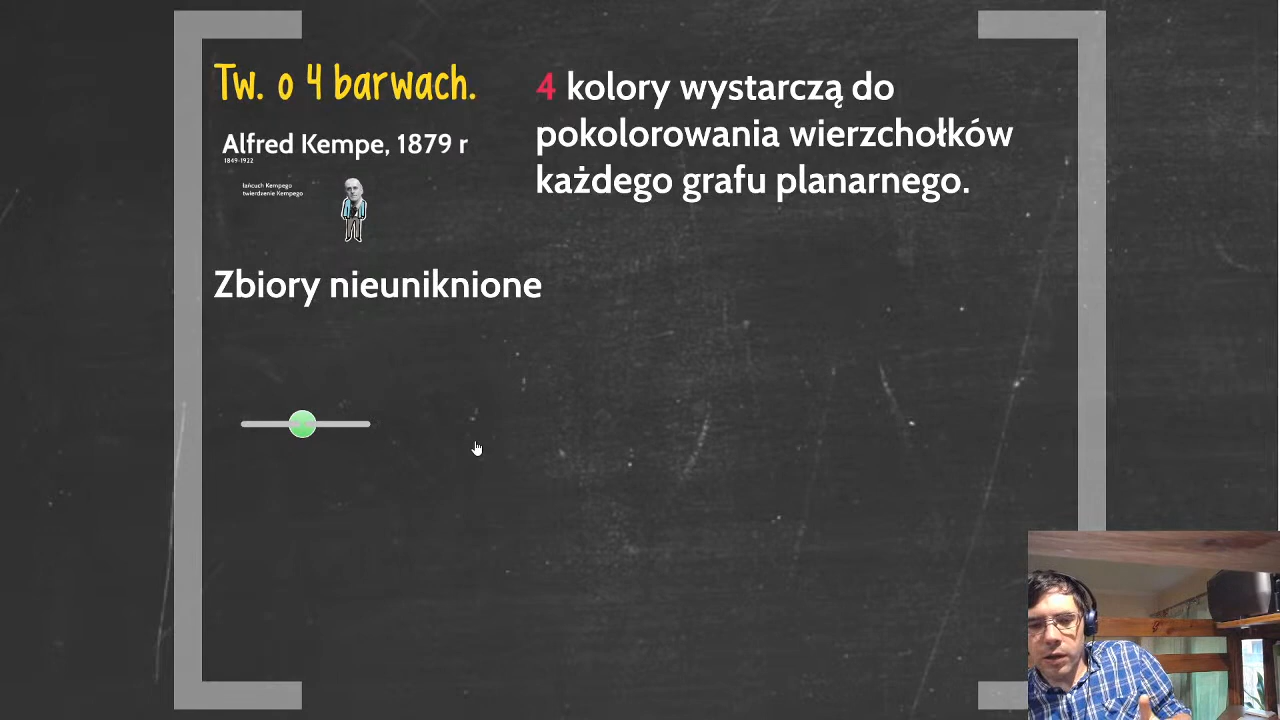 Tw. o 4 barwach.
Alfred Kempe, 1879 r
1849-1922
łańcuch Kempego
twierdzenie Kempego
4 kolory wystarczą do
pokolorowania wierzchołków
każdego grafu planarnego.
Zbiory nieuniknione